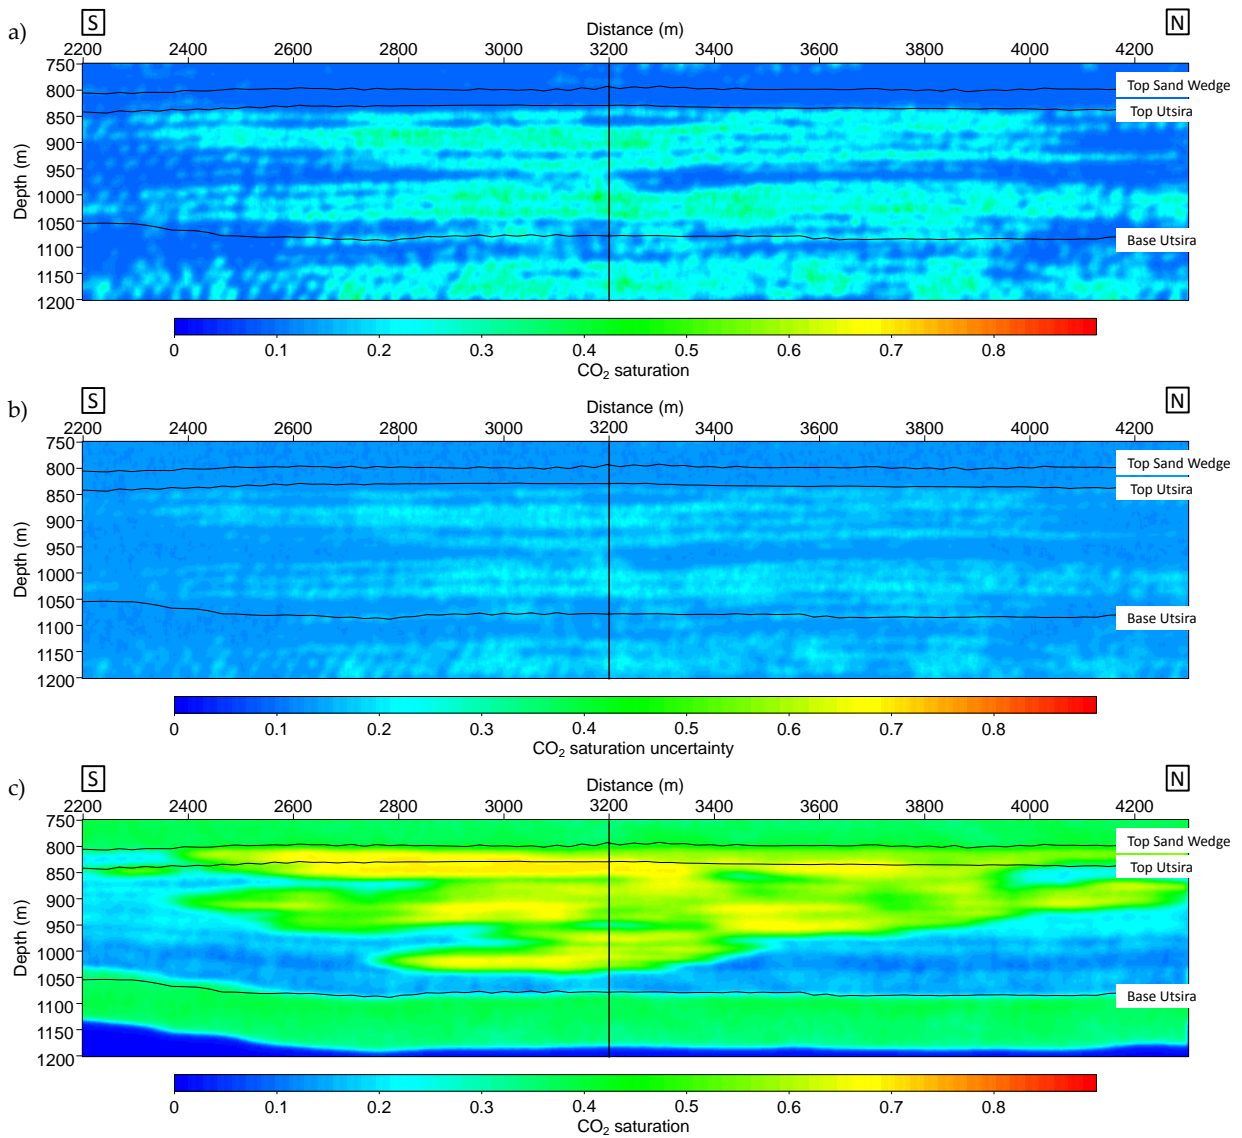 a)
S
Distance (m)
N
2200 2400 2600 2800 3000 3200 3400 3600 3800 4000 4200
Depth (m)
750
800
850
900
950
1000
1050
1100
1150
1200
Top Sand Wedge
Top Utsira
Base Utsira
0 0.1 0.2 0.3 0.4 0.5 0.6 0.7 0.8
CO2 saturation
b)
S
Distance (m)
N
2200 2400 2600 2800 3000 3200 3400 3600 3800 4000 4200
Depth (m)
750
800
850
900
950
1000
1050
1100
1150
1200
Top Sand Wedge
Top Utsira
Base Utsira
0 0.1 0.2 0.3 0.4 0.5 0.6 0.7 0.8
CO2 saturation uncertainty
c)
S
Distance (m)
N
2200 2400 2600 2800 3000 3200 3400 3600 3800 4000 4200
Depth (m)
750
800
850
900
950
1000
1050
1100
1150
1200
Top Sand Wedge
Top Utsira
Base Utsira
0 0.1 0.2 0.3 0.4 0.5 0.6 0.7 0.8
CO2 saturation